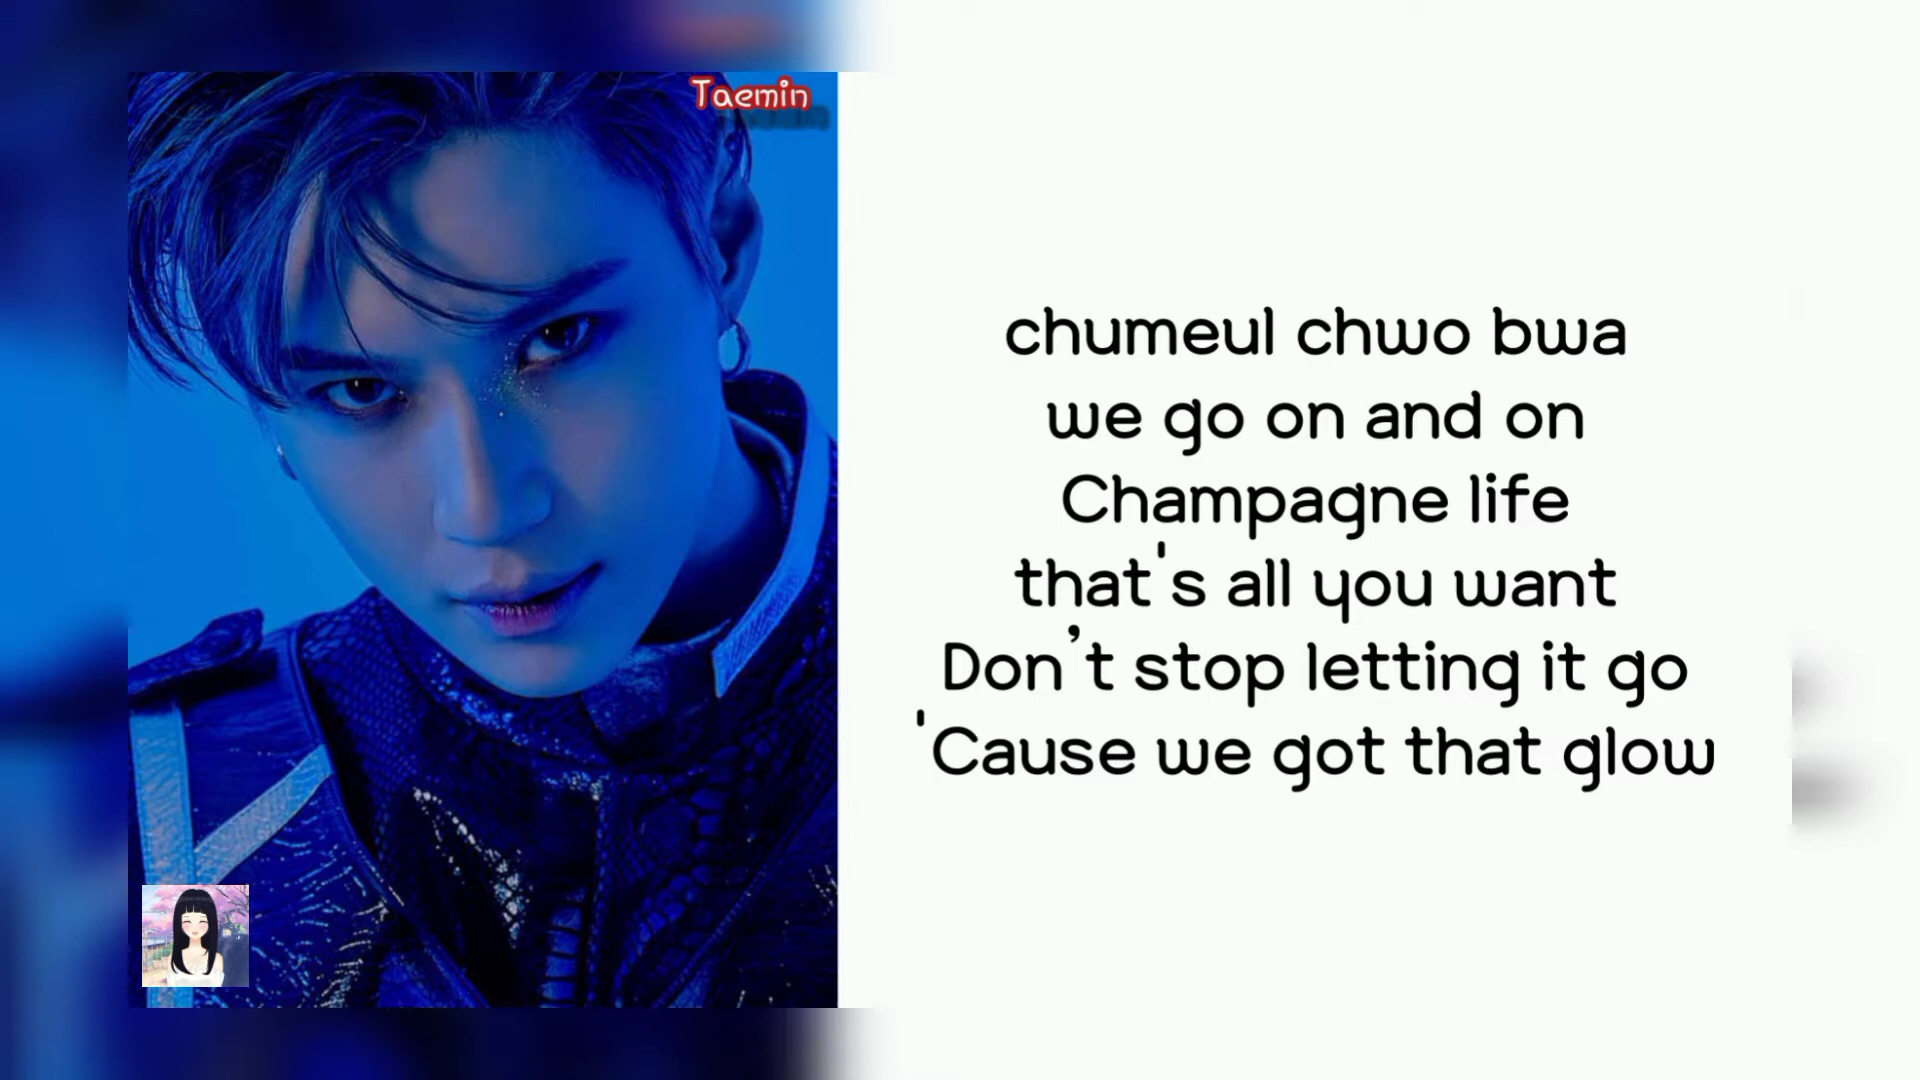 Taemin
chumeul chwo bwa
we go on and on
Champagne life
that's all you want
Don’t stop letting it go
'Cause we got that glow